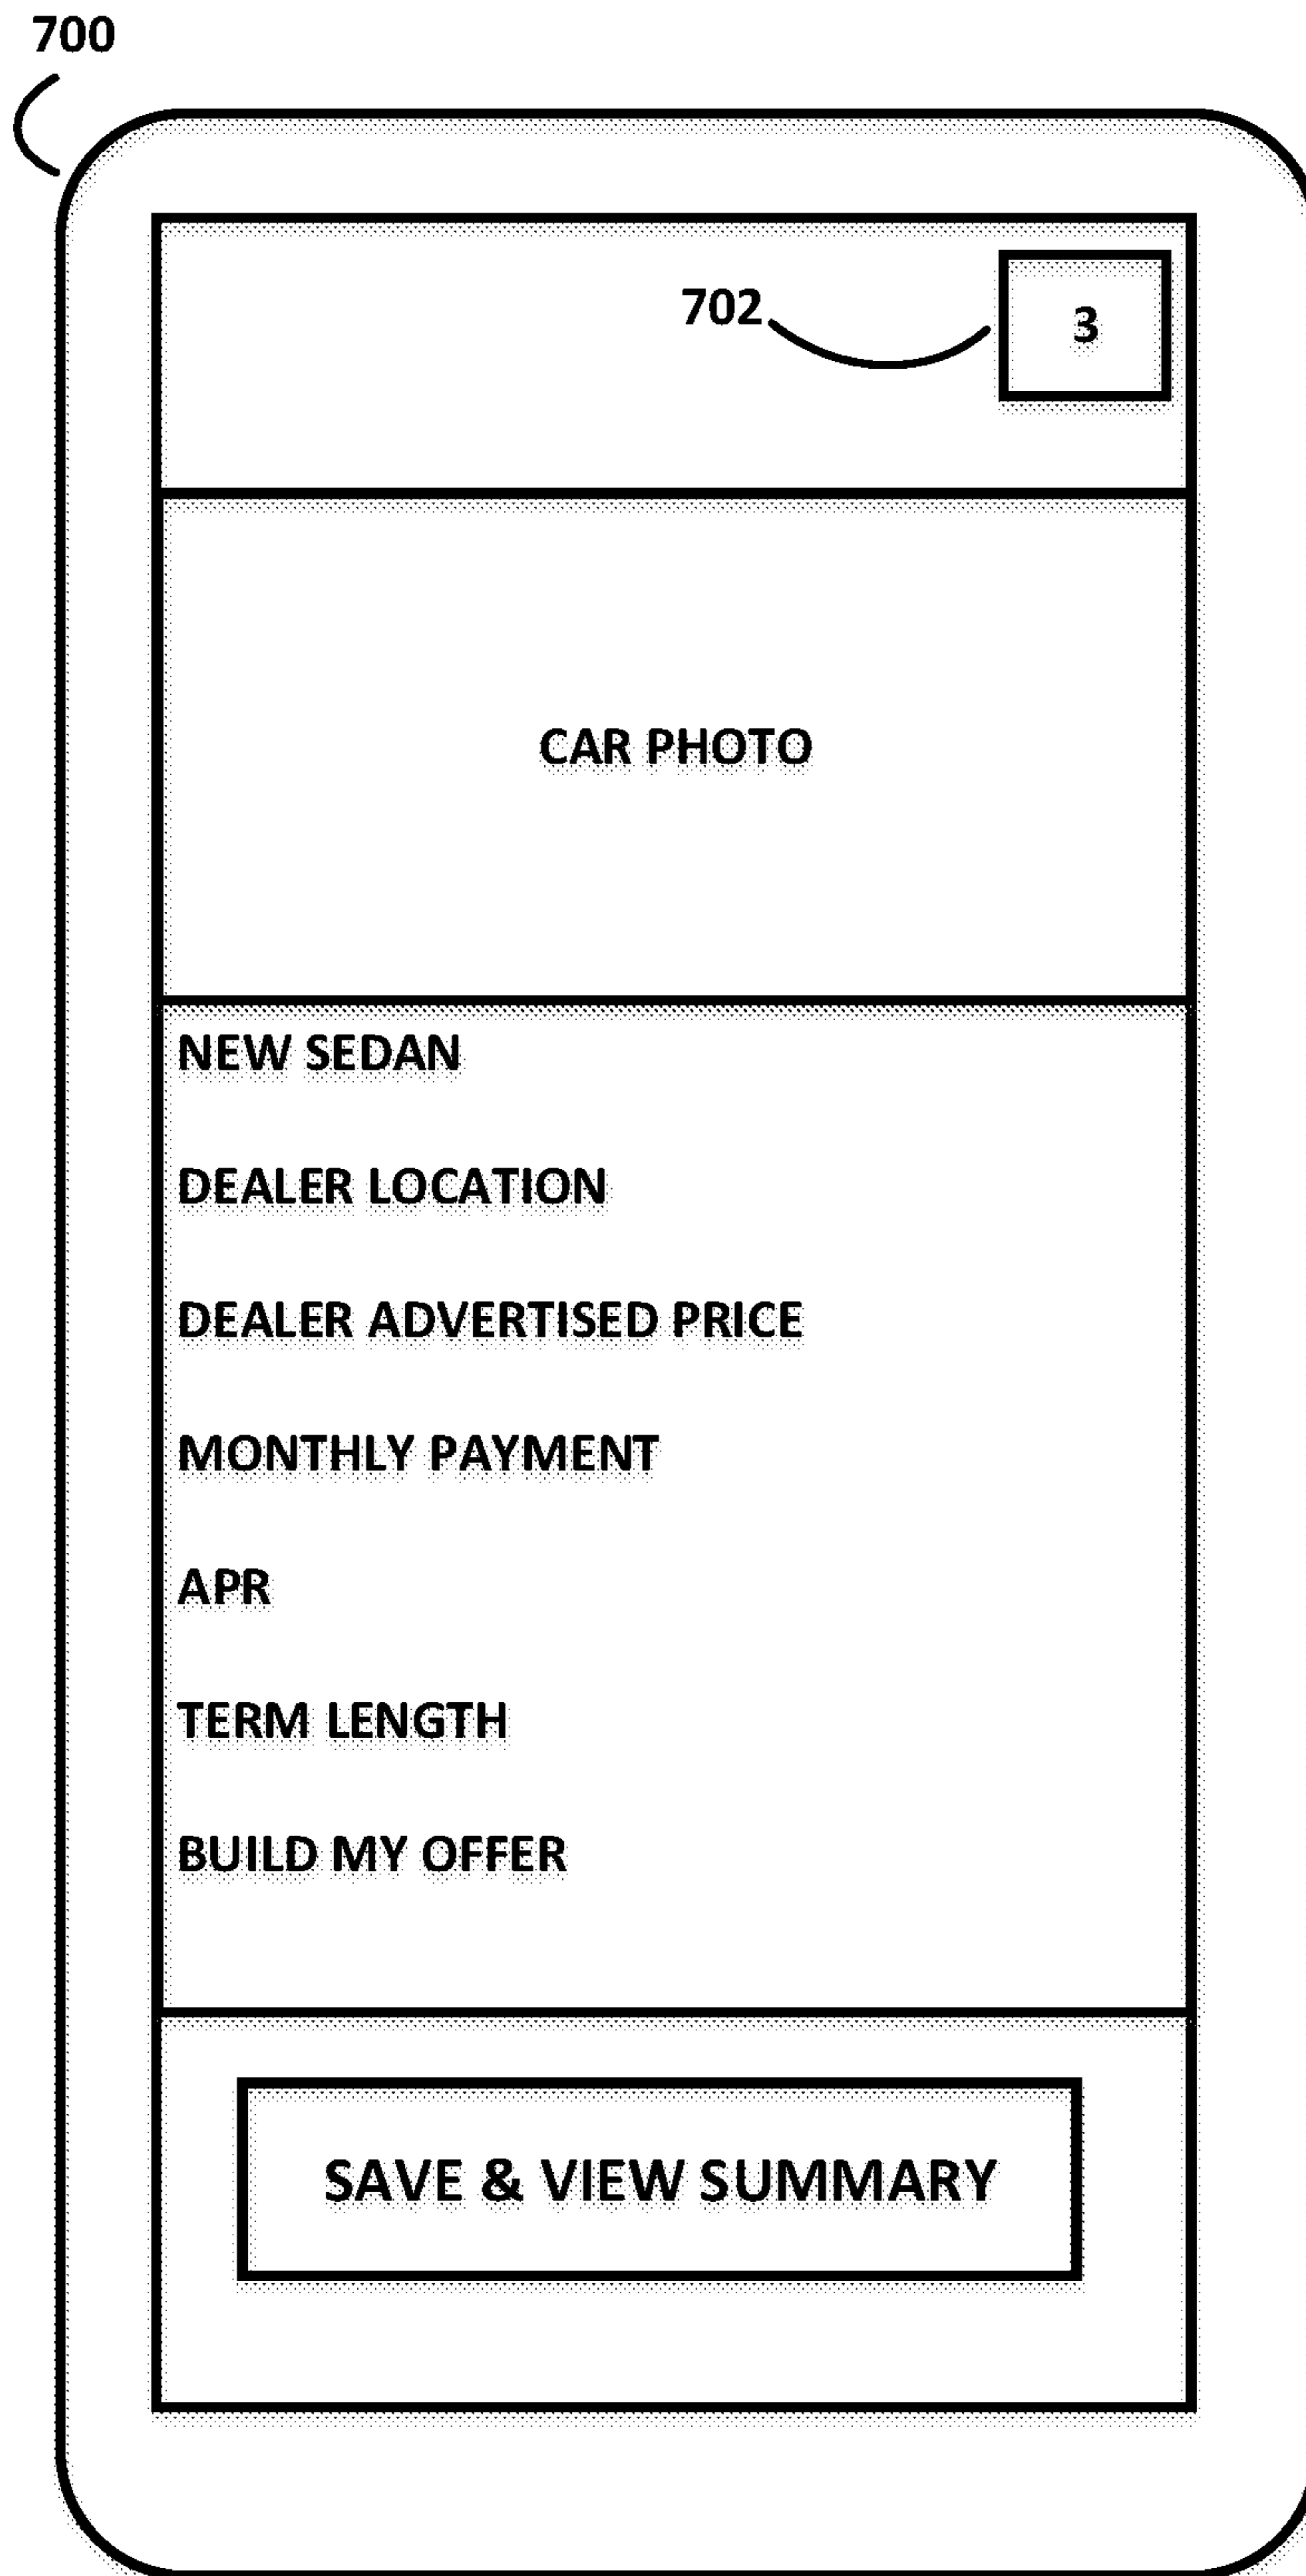 700
702
3
CAR PHOTO
NEW SEDAN
DEALER LOCATION
DEALER ADVERTISED PRICE
MONTHLY PAYMENT
APR
TERM LENGTH
BUILD MY OFFER
SAVE & VIEW SUMMARY